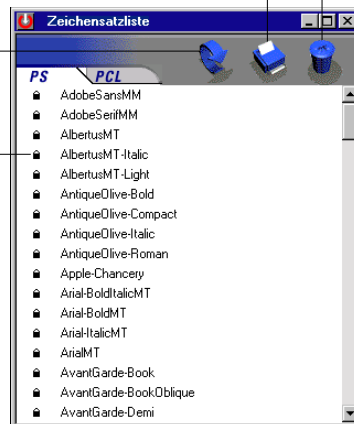 Zeichensatzliste
PS PCL
AdobeSansMM
AdobeSerifMM
AlbertusMT
AlbertusMT-Italic
AlbertusMT-Light
AntiqueOlive-Bold
AntiqueOlive-Compact
AntiqueOlive-Italic
AntiqueOlive-Roman
Apple-Chancery
Arial-BoldItalicMT
Arial-BoldMT
Arial-ItalicMT
ArialMT
AvantGarde-Book
AvantGarde-BookOblique
AvantGarde-Demi